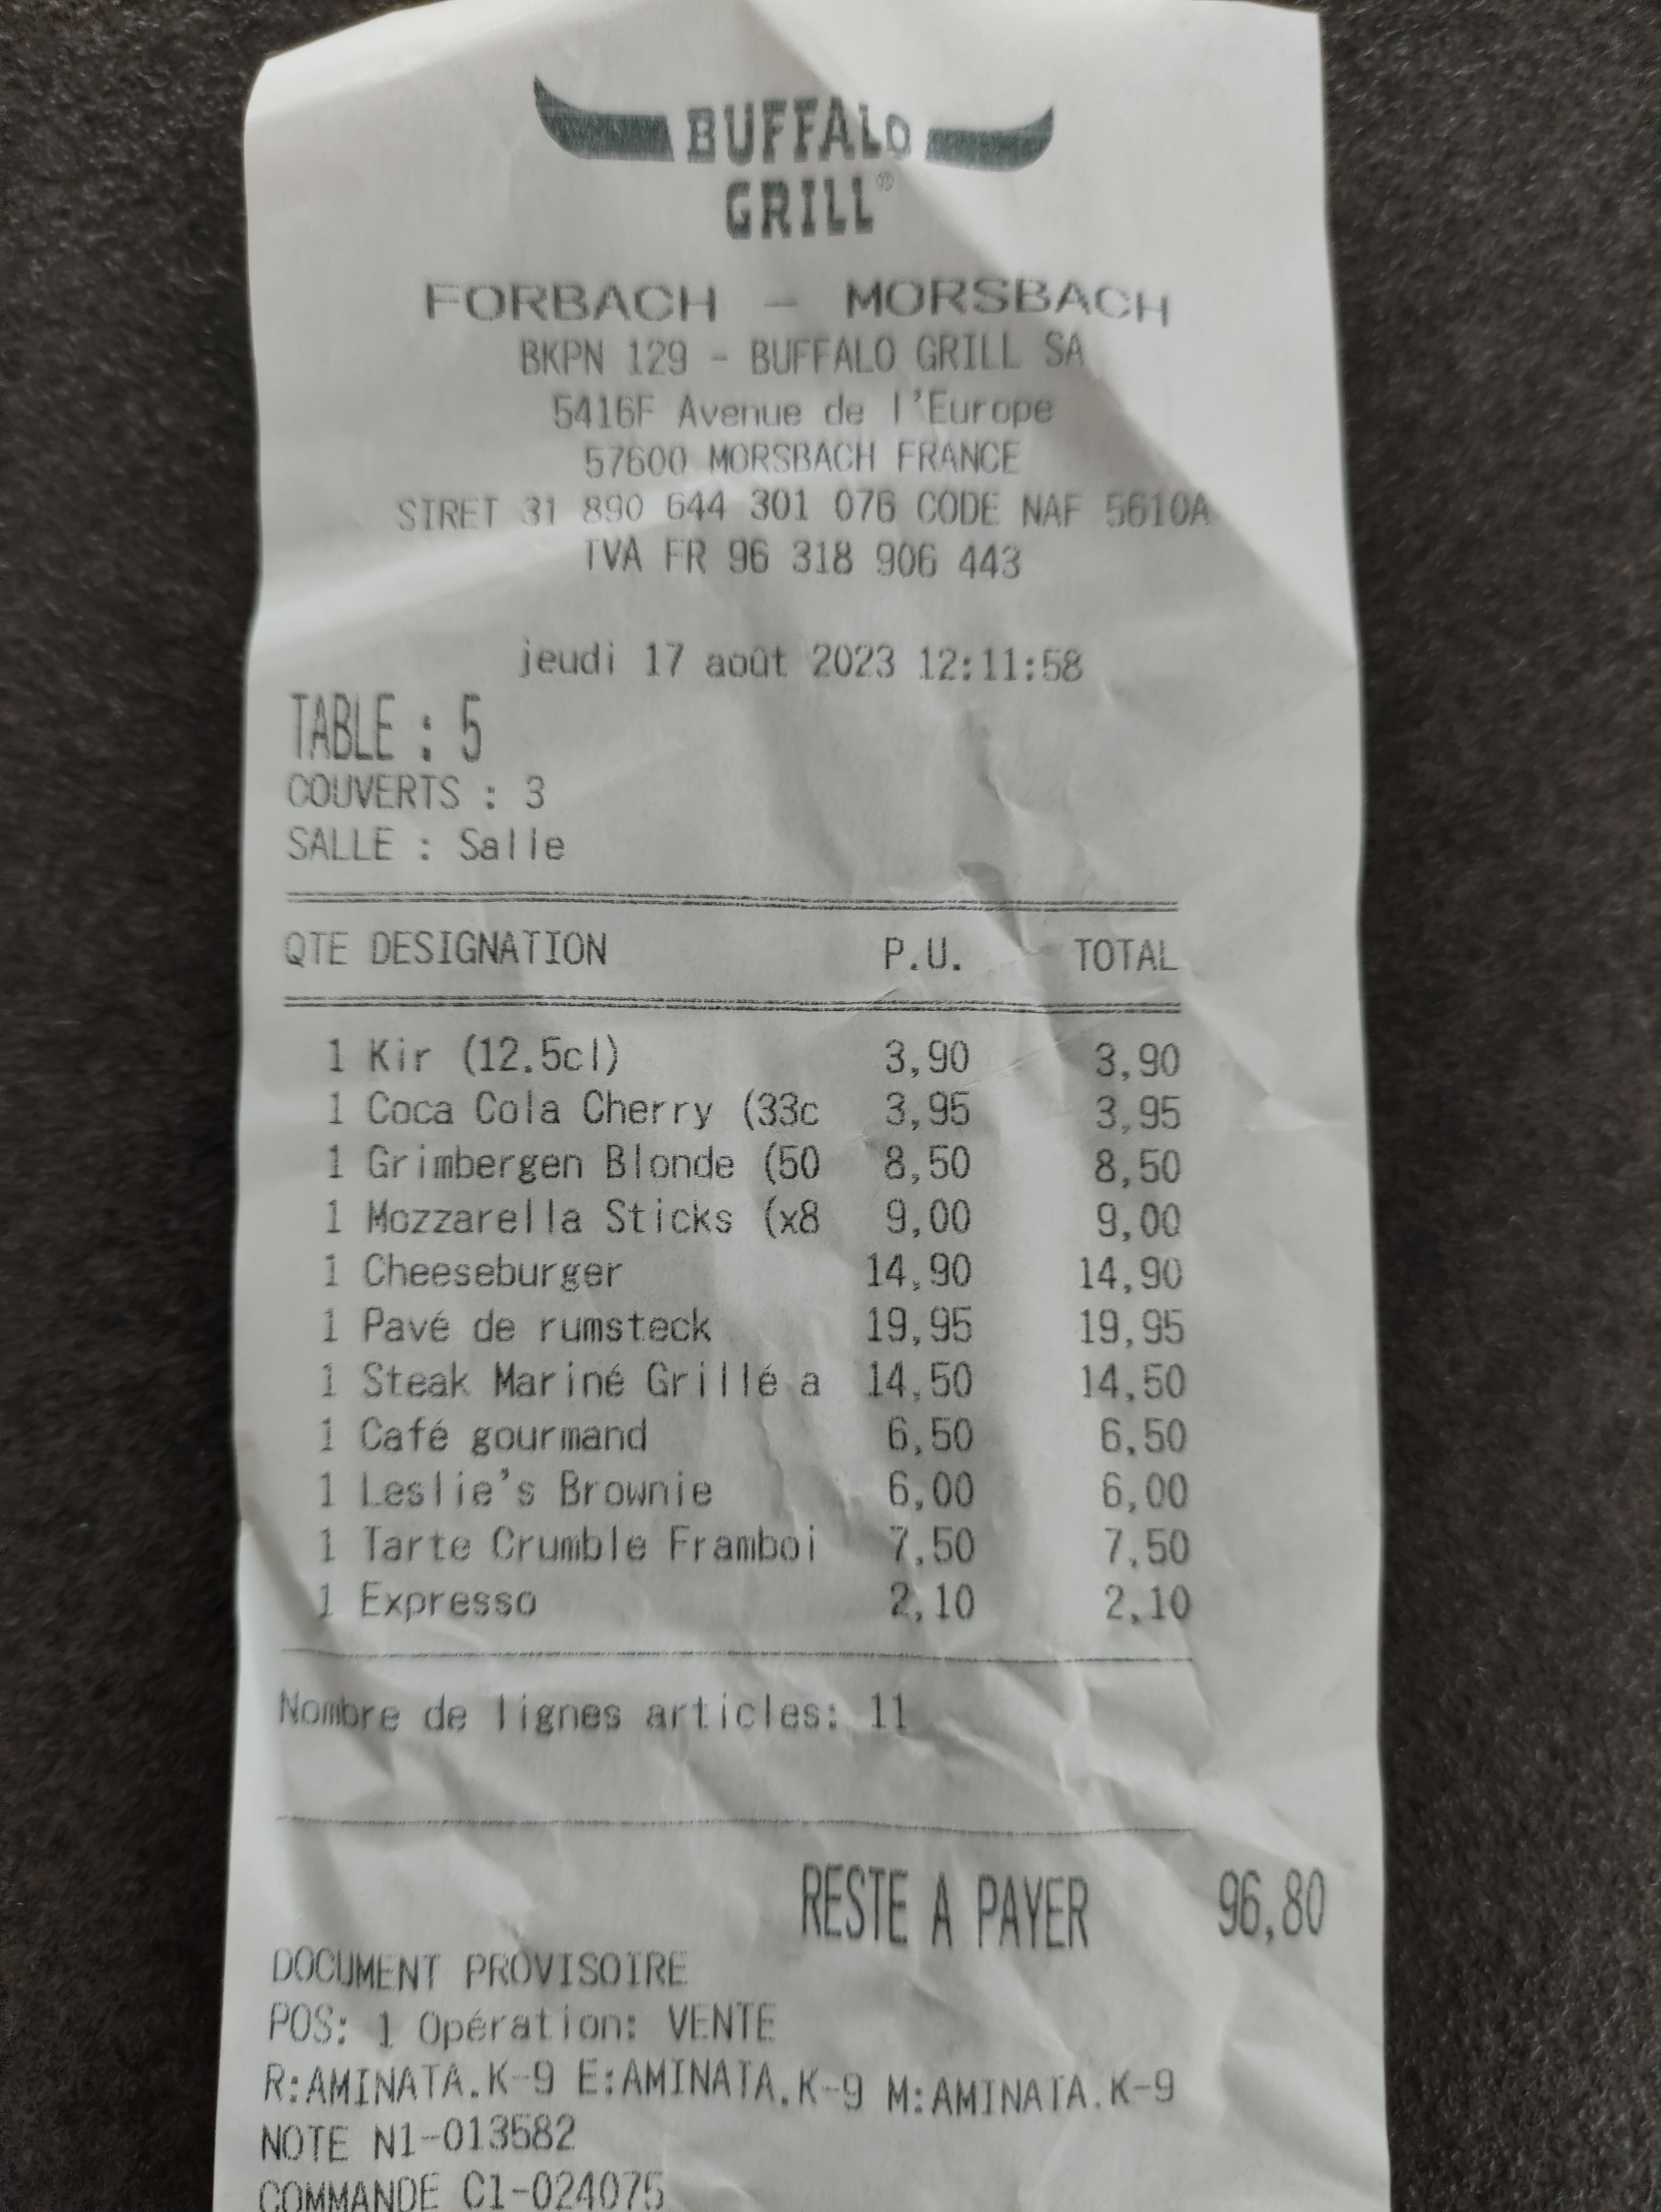 BUFFALO
GRILL®
FORBACH - MORSBACH
BKPN 129 - BUFFALO GRILL SA
5416F Avenue de l'Europe
57600 MORSBACH FRANCE
SIRET 31 890 644 301 076 CODE NAF 5610A
TVA FR 96 318 906 443
jeudi 17 août 2023 12:11:58
TABLE : 5
COUVERTS : 3
SALLE : Salle
QTE DESIGNATION P.U. TOTAL
1 Kir (12.5cl) 3,90 3,90
1 Coca Cola Cherry (33c 3,95 3,95
1 Grimbergen Blonde (50 8,50 8,50
1 Mozzarella Sticks (x8 9,00 9,00
1 Cheeseburger 14,90 14,90
1 Pavé de rumsteck 19,95 19,95
1 Steak Mariné Grillé a 14,50 14,50
1 Café gourmand 6,50 6,50
1 Leslie's Brownie 6,00 6,00
1 Tarte Crumble Framboi 7,50 7,50
1 Expresso 2,10 2,10
Nombre de lignes articles: 11
RESTE A PAYER 96,80
DOCUMENT PROVISOIRE
POS: 1 Opération: VENTE
R:AMINATA.K-9 E:AMINATA.K-9 M:AMINATA.K-9
NOTE N1-013582
COMMANDE C1-024075